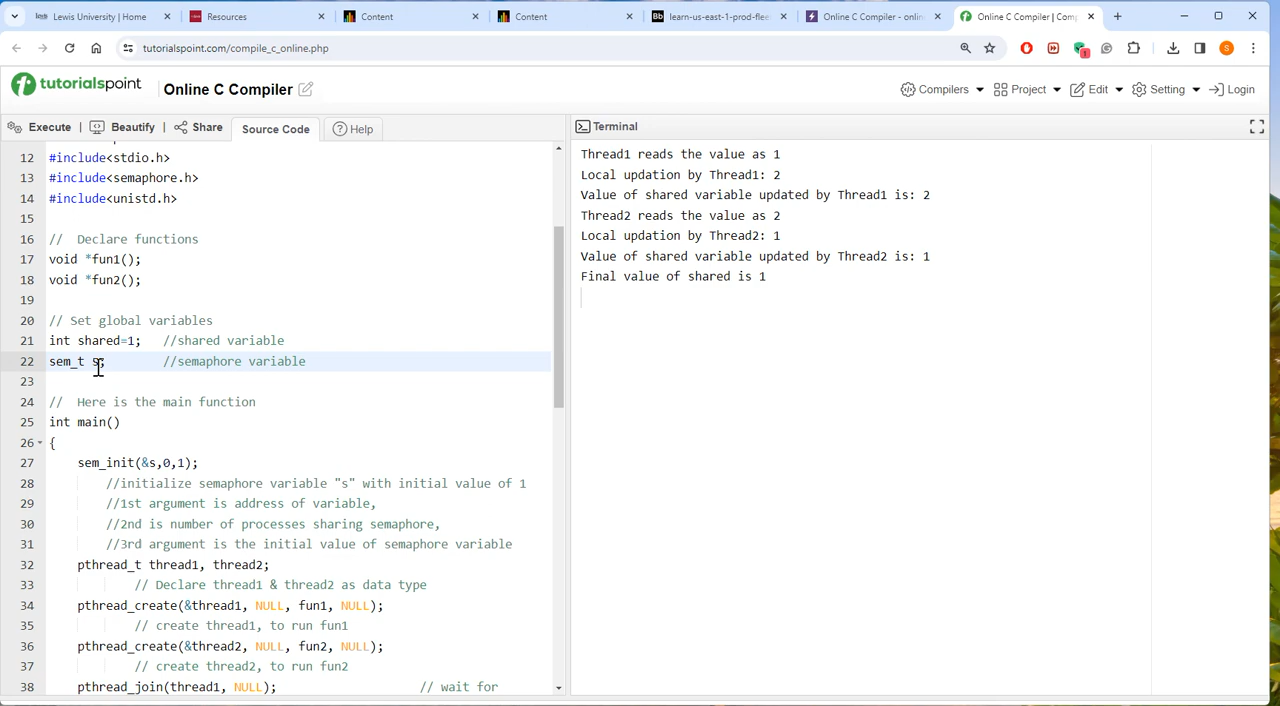 Lewis University | Home
Resources
Content
Content
Bb learn-us-east-1-prod-flee
Online C Compiler - onlin
Online C Compiler | Com
tutorialspoint.com/compile_c_online.php
1
S
tutorialspoint
Online C Compiler
Compilers
Project
Edit
Setting
Login
Execute | Beautify | Share
Source Code
Help
Terminal
12 #include<stdio.h>
13 #include<semaphore.h>
14 #include<unistd.h>
15
16 //  Declare functions
17 void *fun1();
18 void *fun2();
19
20 // Set global variables
21 int shared=1;   //shared variable
22 sem_t s;        //semaphore variable
23
24 //  Here is the main function
25 int main()
26 {
27 sem_init(&s,0,1);
28 //initialize semaphore variable "s" with initial value of 1
29 //1st argument is address of variable,
30 //2nd is number of processes sharing semaphore,
31 //3rd argument is the initial value of semaphore variable
32 pthread_t thread1, thread2;
33 // Declare thread1 & thread2 as data type
34 pthread_create(&thread1, NULL, fun1, NULL);
35 // create thread1, to run fun1
36 pthread_create(&thread2, NULL, fun2, NULL);
37 // create thread2, to run fun2
38 pthread_join(thread1, NULL);                    // wait for
Thread1 reads the value as 1
Local updation by Thread1: 2
Value of shared variable updated by Thread1 is: 2
Thread2 reads the value as 2
Local updation by Thread2: 1
Value of shared variable updated by Thread2 is: 1
Final value of shared is 1